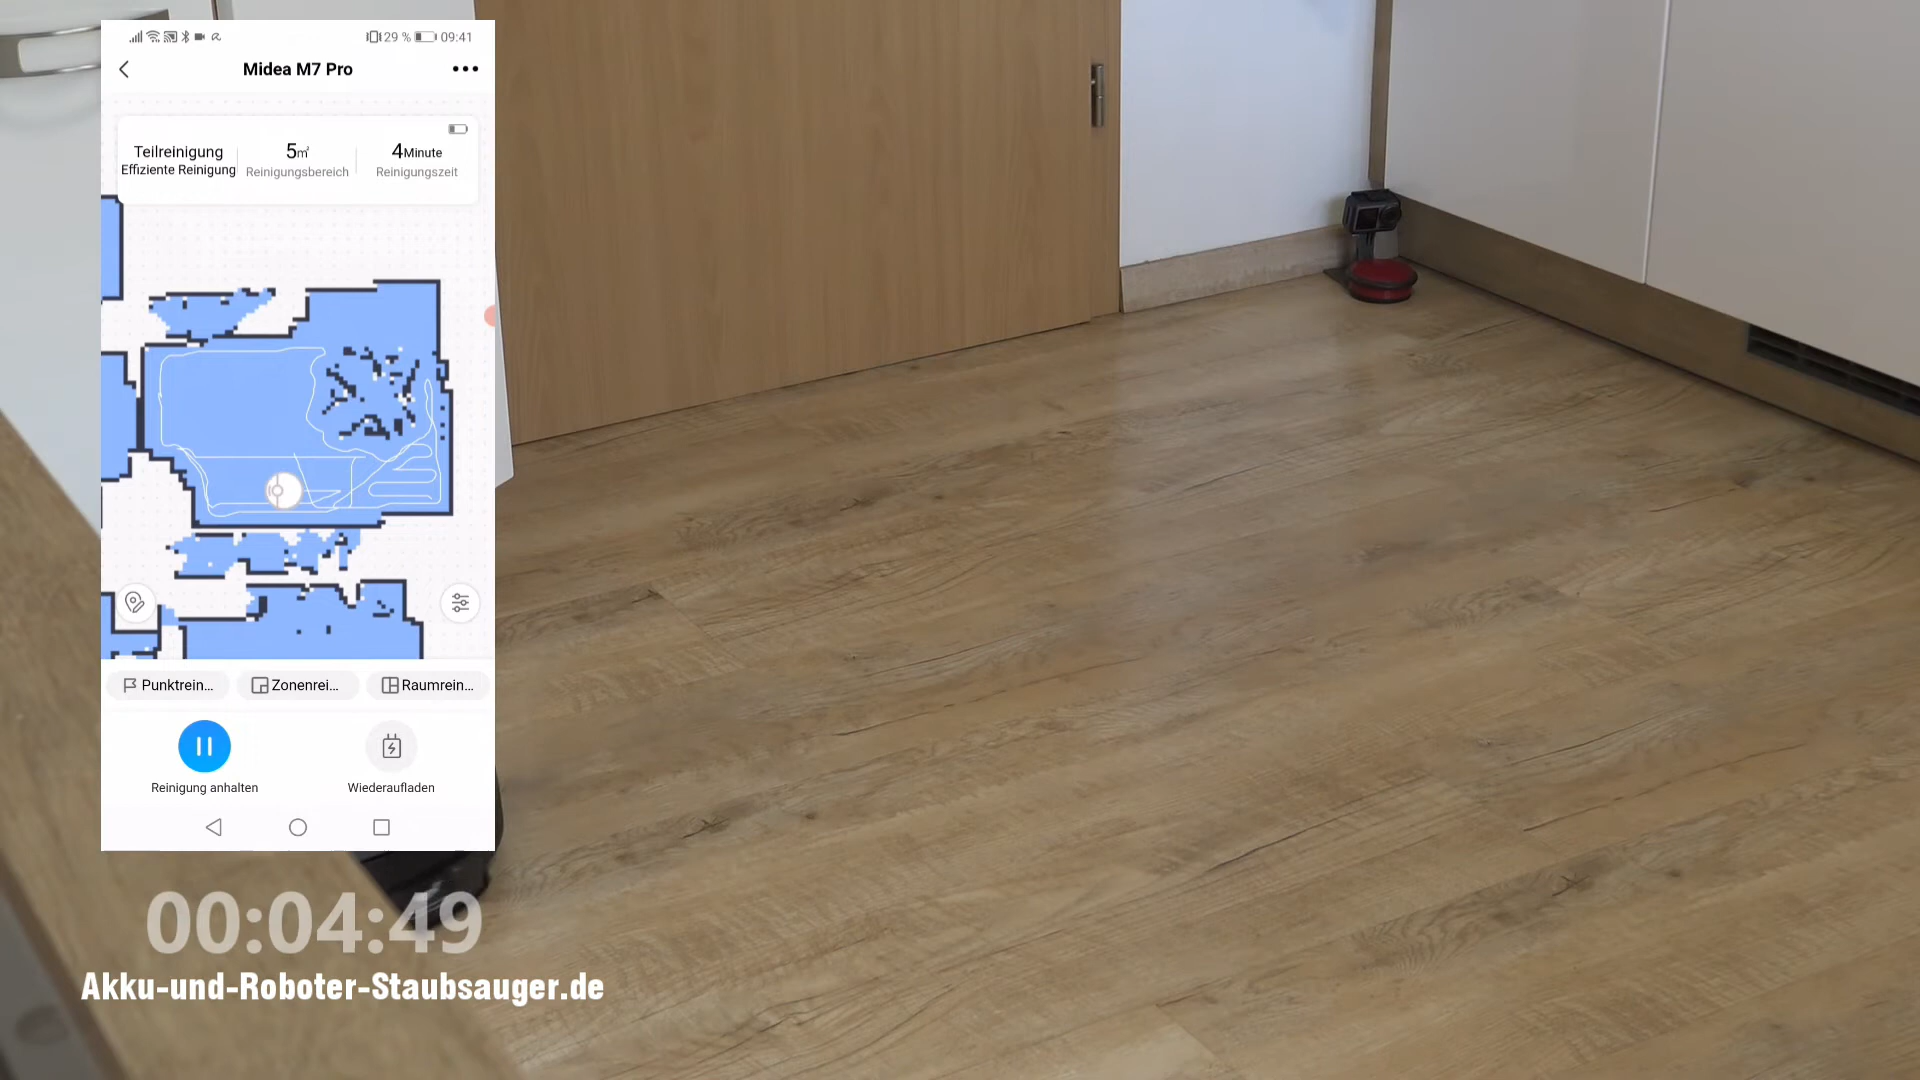 29 % 09:41
Midea M7 Pro
Teilreinigung
Effiziente Reinigung
5m²
Reinigungsbereich
4Minute
Reinigungszeit
Punktrein...
Zonenrei...
Raumrein...
Reinigung anhalten
Wiederaufladen
00:04:49
Akku-und-Roboter-Staubsauger.de